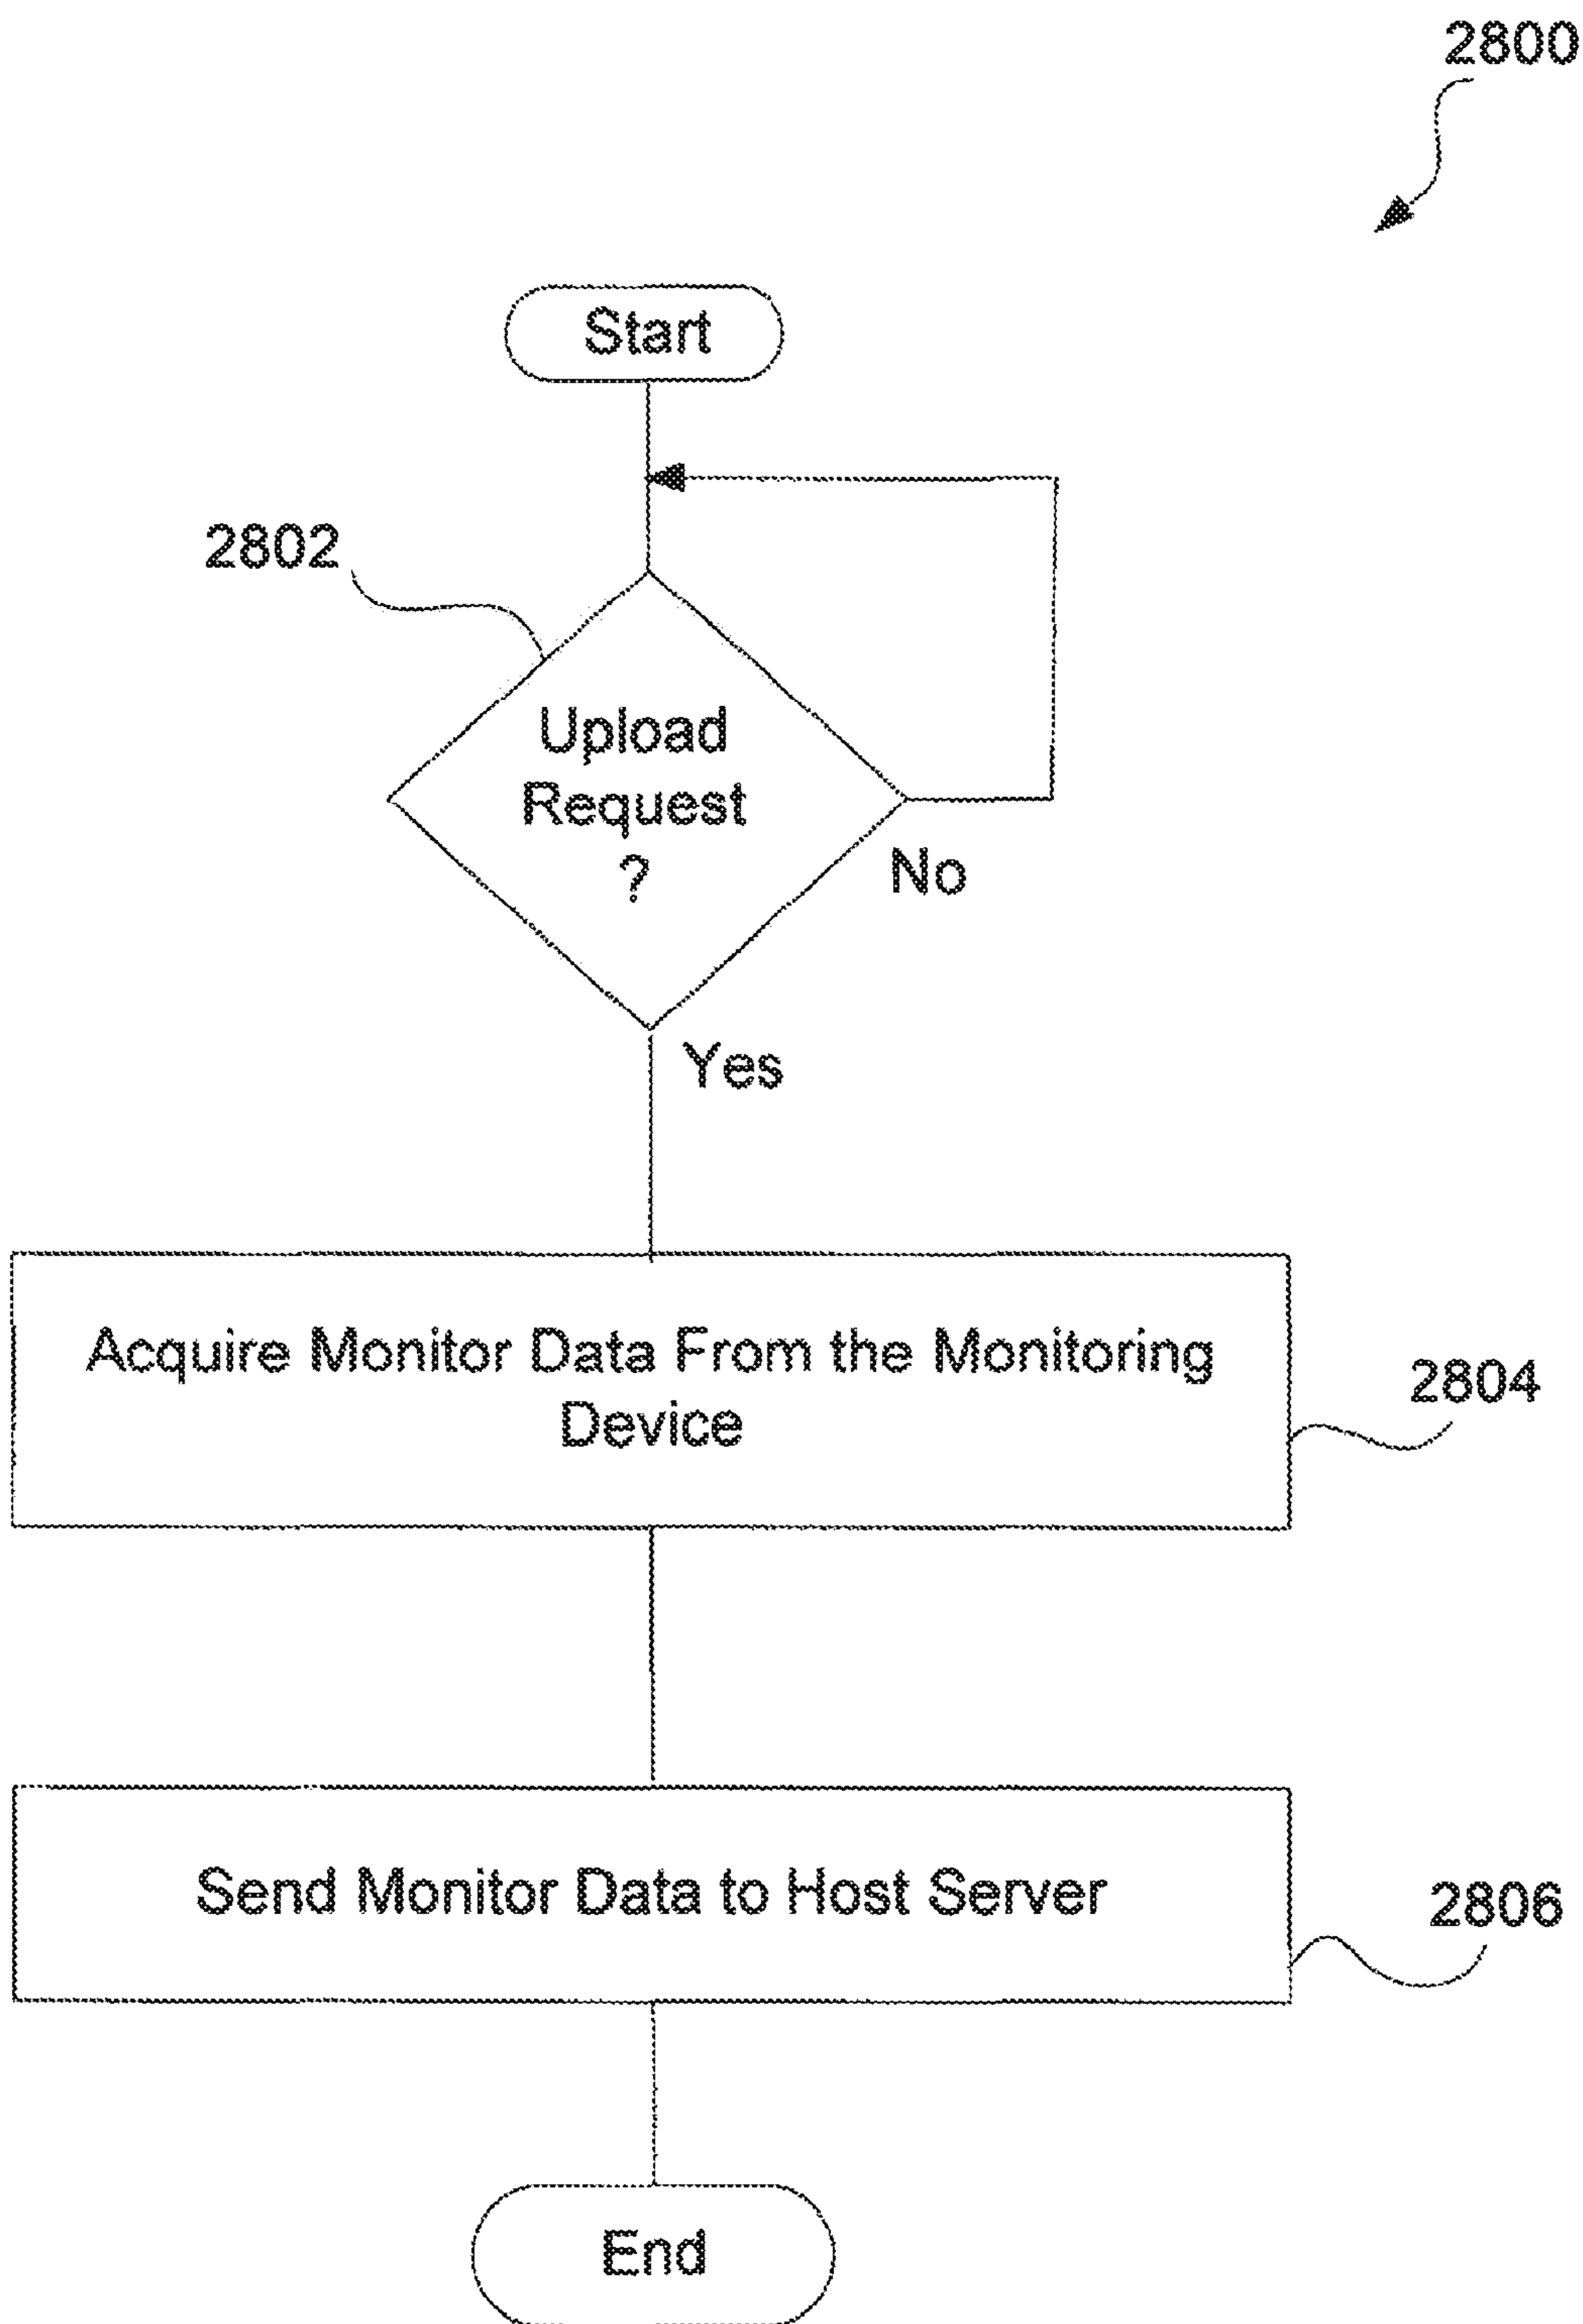 2800
Start
2802
Upload
Request
?
No
Yes
Acquire Monitor Data From the Monitoring
Device
2804
Send Monitor Data to Host Server
2806
End